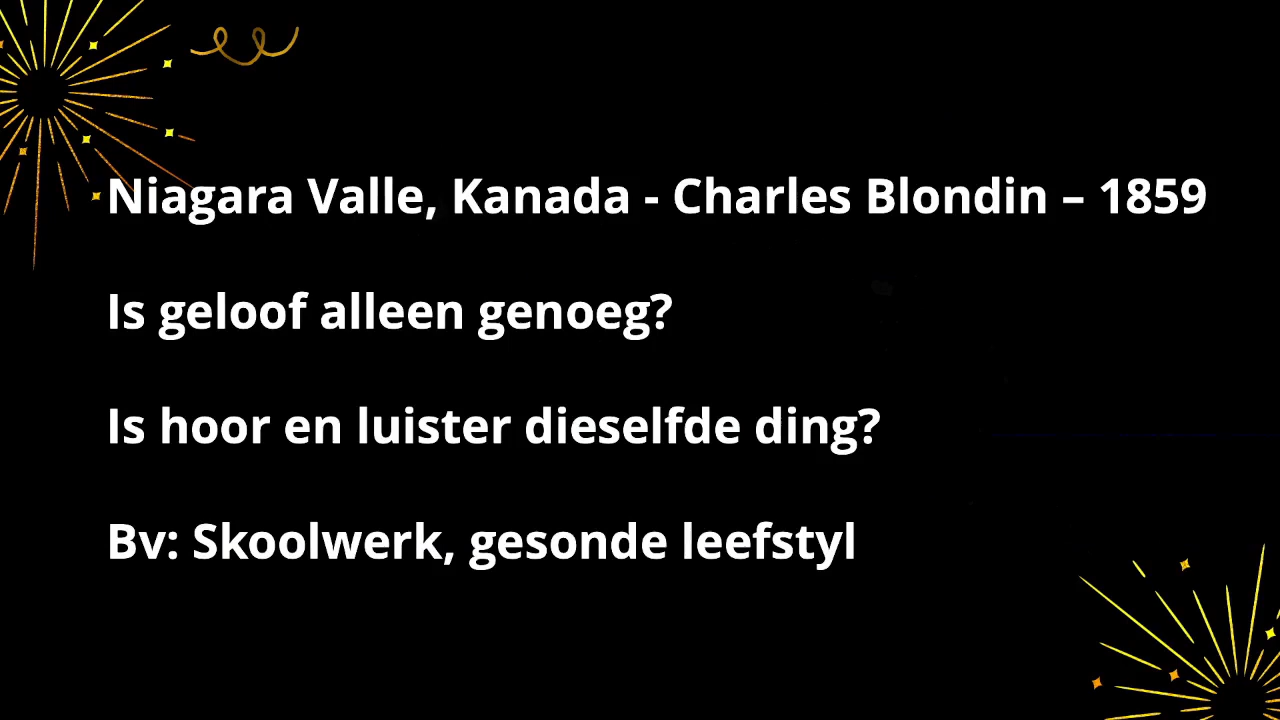 Niagara Valle, Kanada - Charles Blondin – 1859
Is geloof alleen genoeg?
Is hoor en luister dieselfde ding?
Bv: Skoolwerk, gesonde leefstyl